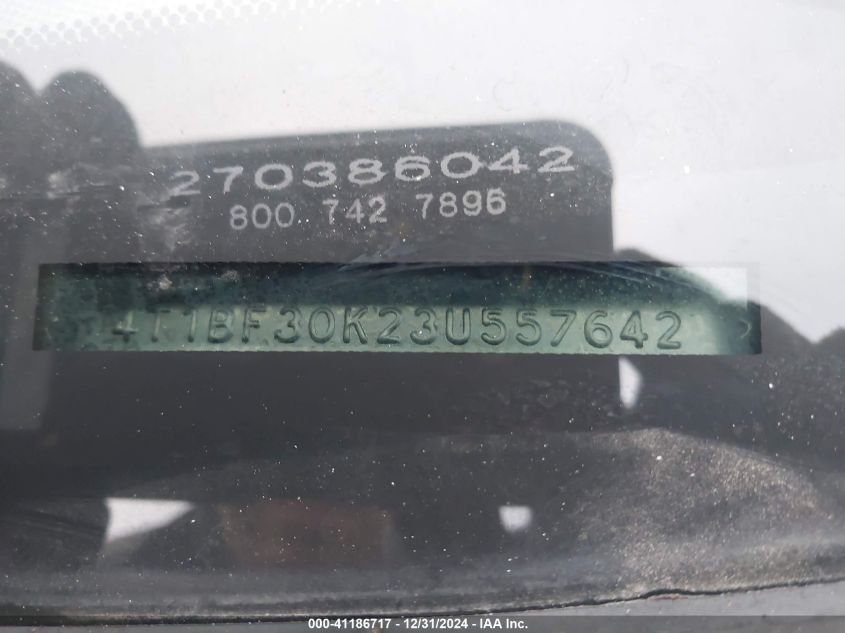 270386042
800 742 7896
4T1BF30K23U557642
000-41186717 - 12/31/2024 - IAA Inc.